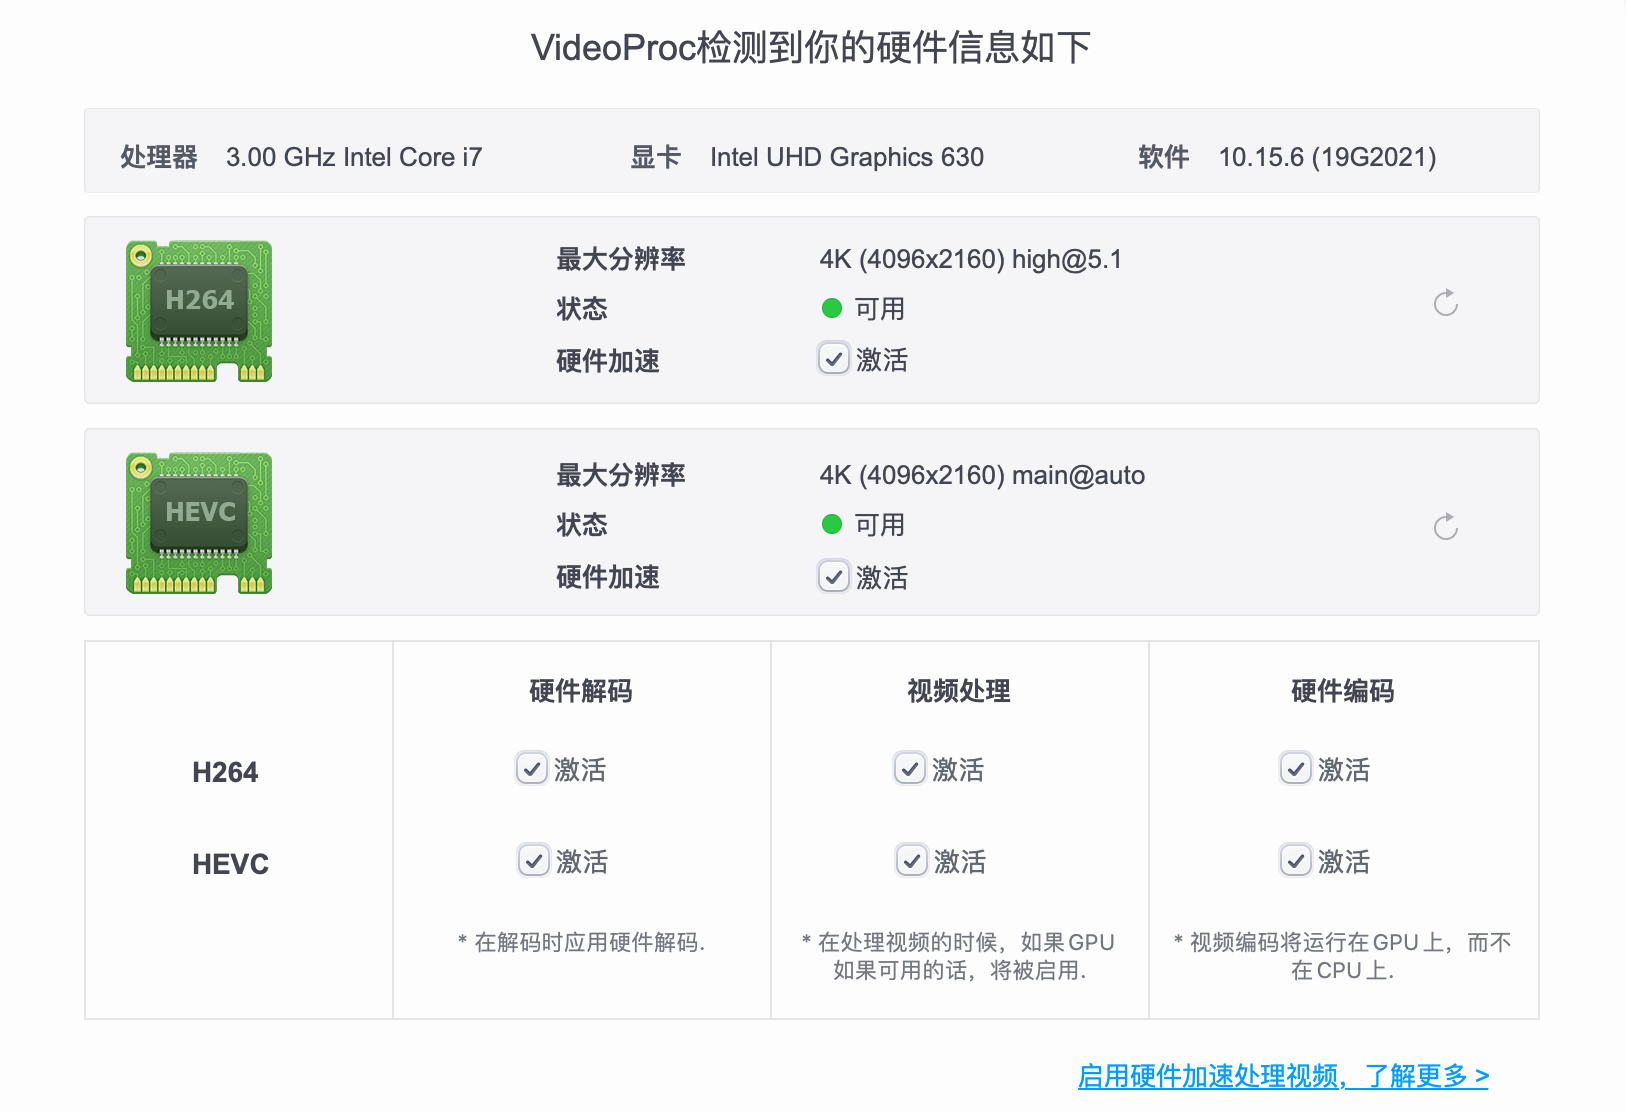 VideoProc检测到你的硬件信息如下
处理器 3.00 GHz Intel Core i7 显卡 Intel UHD Graphics 630 软件 10.15.6 (19G2021)
H264
最大分辨率 4K (4096x2160) high@5.1
状态 可用
硬件加速 激活
HEVC
最大分辨率 4K (4096x2160) main@auto
状态 可用
硬件加速 激活
硬件解码 视频处理 硬件编码
H264 激活 激活 激活
HEVC 激活 激活 激活
* 在解码时应用硬件解码.
* 在处理视频的时候，如果GPU
如果可用的话，将被启用.
* 视频编码将运行在GPU上，而不
在CPU上.
启用硬件加速处理视频，了解更多 >